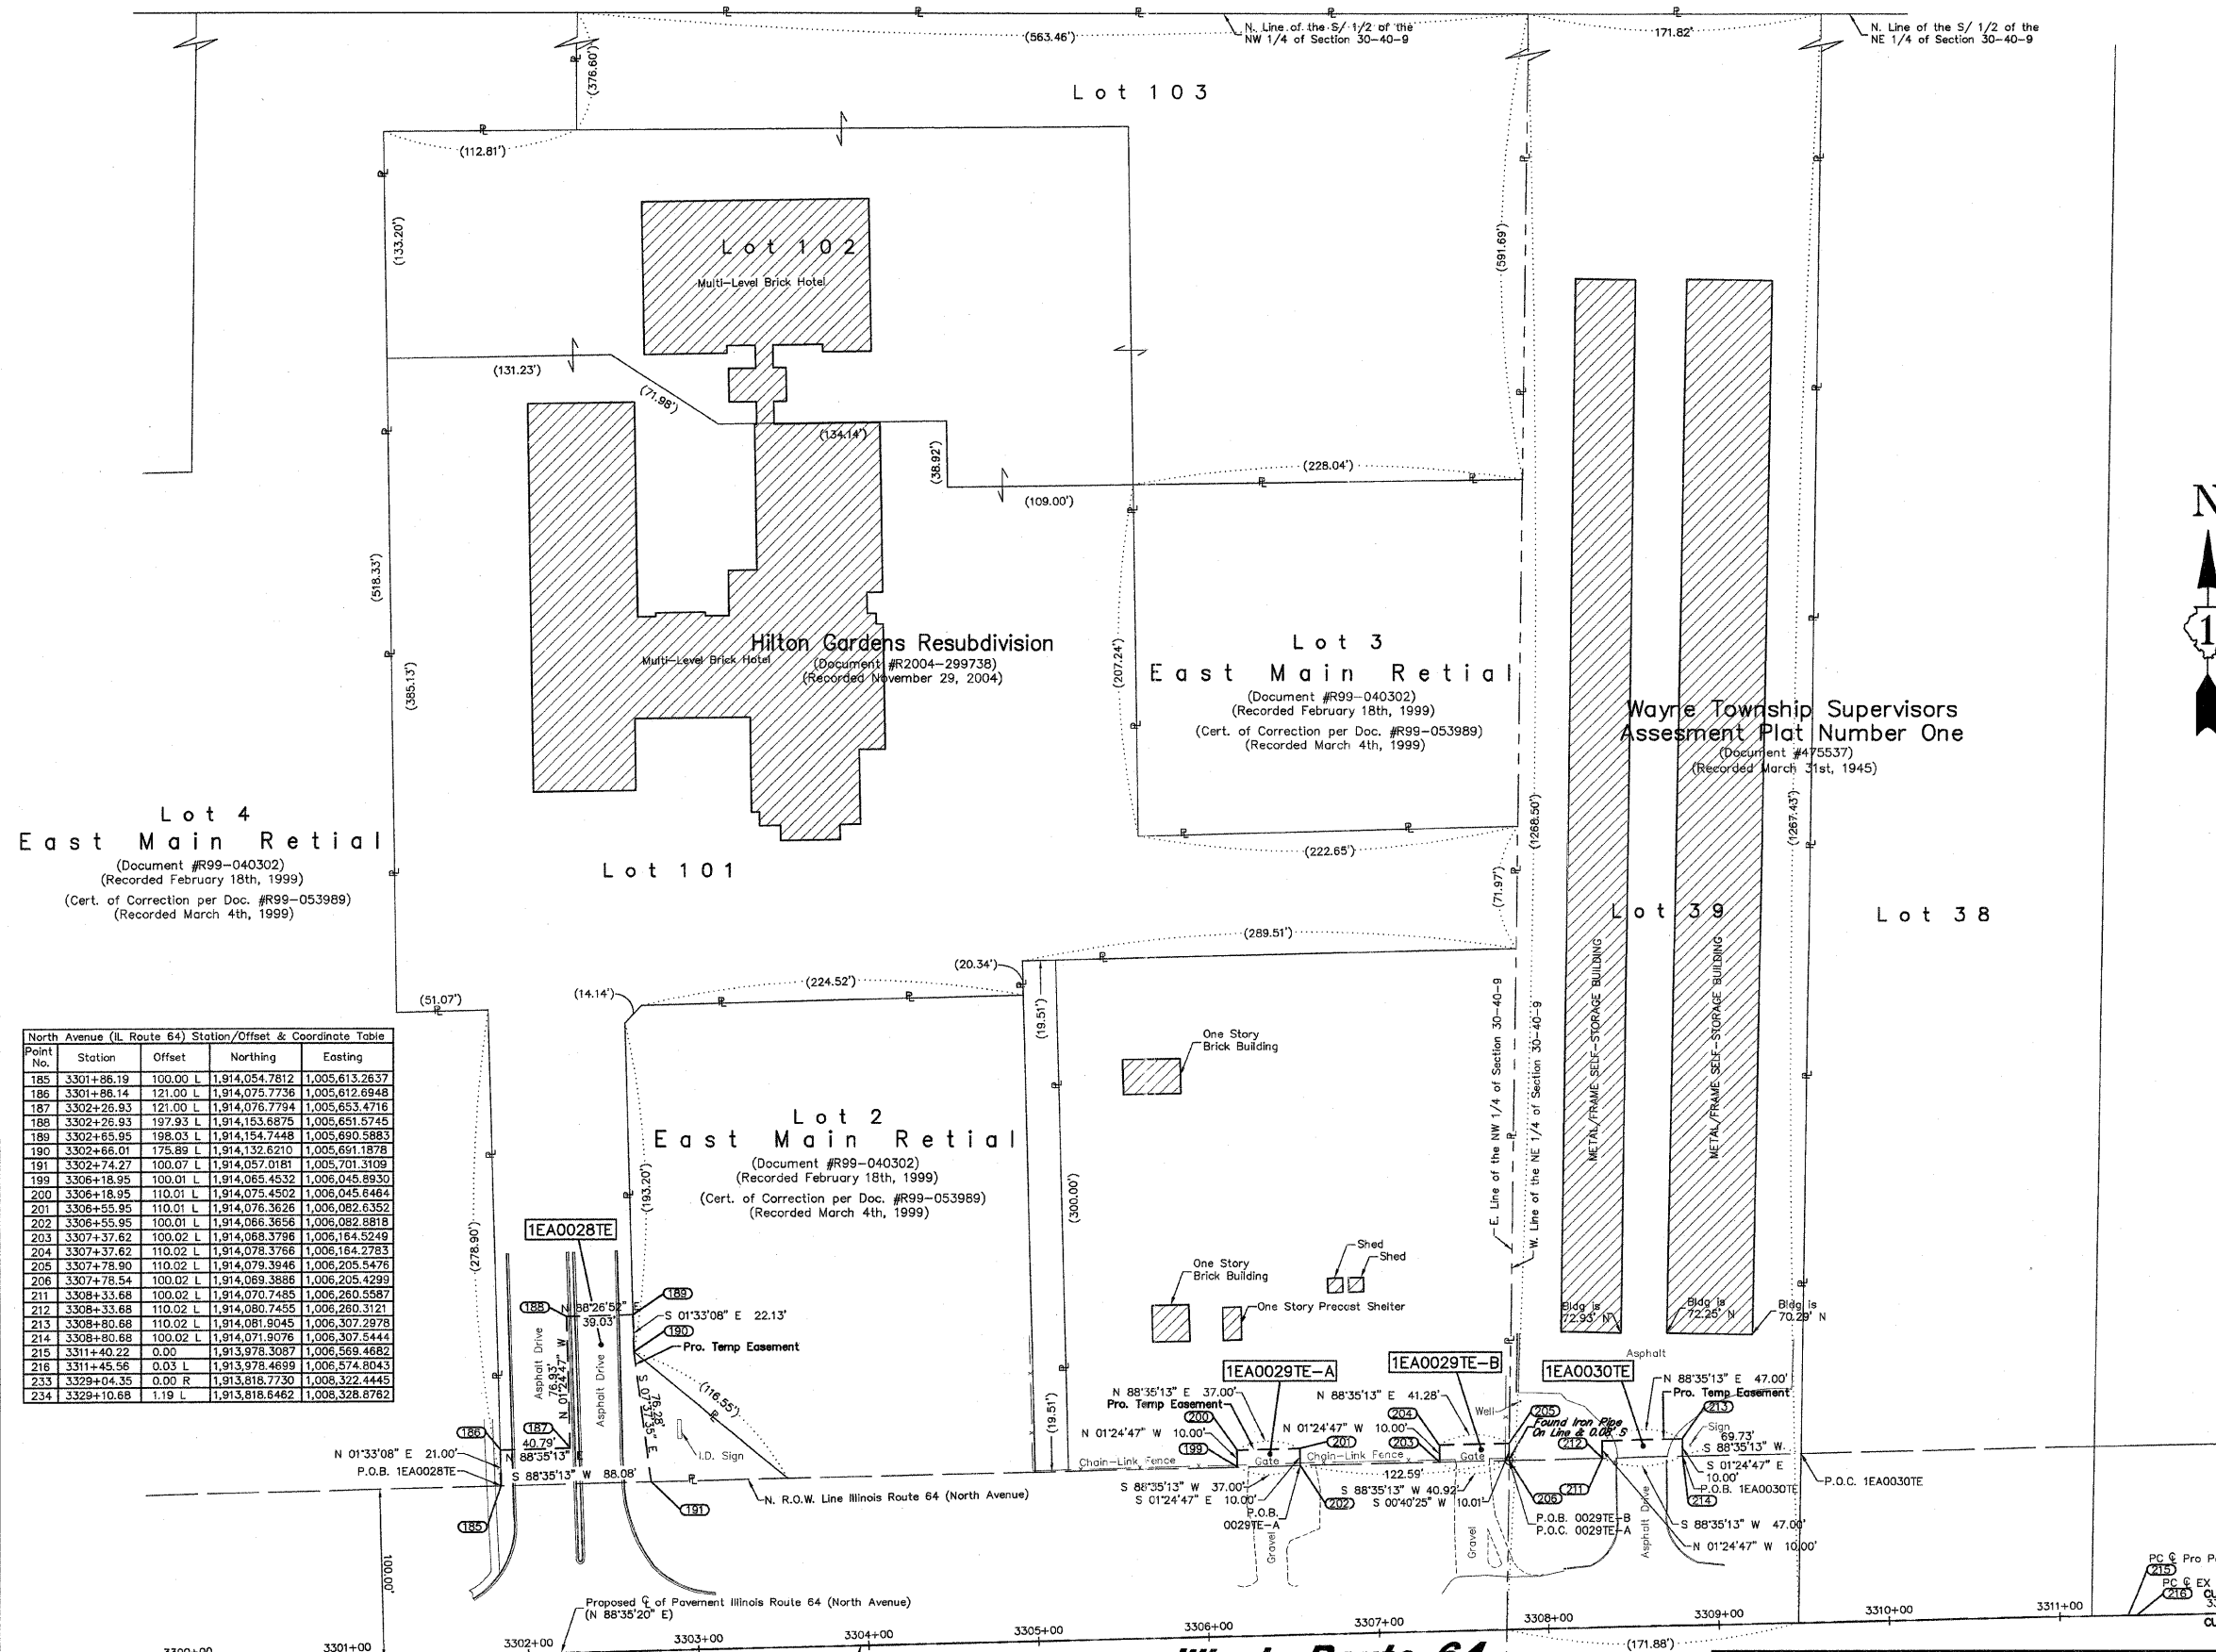 N. Line of the S/ 1/2 of the
NW 1/4 of Section 30-40-9
N. Line of the S/ 1/2 of the
NE 1/4 of Section 30-40-9
(563.46')
171.82'
(376.60')
Lot 103
(112.81')
(133.20')
(591.69')
Lot 102
Multi-Level Brick Hotel
(131.23')
(71.98')
(134.14')
(38.92')
(109.00')
(228.04')
N
1
(518.33')
(385.13')
Hilton Gardens Resubdivision
Multi-Level Brick Hotel
(Document #R2004-299738)
(Recorded November 29, 2004)
(207.24')
Lot 3
East Main Retial
(Document #R99-040302)
(Recorded February 18th, 1999)
(Cert. of Correction per Doc. #R99-053989)
(Recorded March 4th, 1999)
Wayne Township Supervisors
Assesment Plat Number One
(Document #475537)
(Recorded March 31st, 1945)
(1268.50')
(1267.43')
Lot 4
East Main Retial
(Document #R99-040302)
(Recorded February 18th, 1999)
(Cert. of Correction per Doc. #R99-053989)
(Recorded March 4th, 1999)
Lot 101
(222.65')
(71.97')
Lot 39
Lot 38
(289.51')
(20.34')
(224.52')
(14.14')
(51.07')
(19.51')
METAL/FRAME SELF-STORAGE BUILDING
METAL/FRAME SELF-STORAGE BUILDING
E. Line of the NW 1/4 of Section 30-40-9
W. Line of the NE 1/4 of Section 30-40-9
One Story
Brick Building
North Avenue (IL Route 64) Station/Offset & Coordinate Table
Point No. Station Offset Northing Easting
185 3301+86.19 100.00 L 1,914,054.7812 1,005,613.2637
186 3301+86.14 121.00 L 1,914,075.7736 1,005,612.6948
187 3302+26.93 121.00 L 1,914,076.7794 1,005,653.4716
188 3302+26.93 197.93 L 1,914,153.6875 1,005,651.5745
189 3302+65.95 198.03 L 1,914,154.7448 1,005,690.5883
190 3302+66.01 175.89 L 1,914,132.6210 1,005,691.1878
191 3302+74.27 100.07 L 1,914,057.0181 1,005,701.3109
199 3306+18.95 100.01 L 1,914,065.4532 1,006,045.8930
200 3306+18.95 110.01 L 1,914,075.4502 1,006,045.6464
201 3306+55.95 110.01 L 1,914,076.3626 1,006,082.6352
202 3306+55.95 100.01 L 1,914,066.3656 1,006,082.8818
203 3307+37.62 100.02 L 1,914,068.3796 1,006,164.5249
204 3307+37.62 110.02 L 1,914,078.3766 1,006,164.2783
205 3307+78.90 110.02 L 1,914,079.3946 1,006,205.5476
206 3307+78.54 100.02 L 1,914,069.3886 1,006,205.4299
211 3308+33.68 100.02 L 1,914,070.7485 1,006,260.5587
212 3308+33.68 110.02 L 1,914,080.7455 1,006,260.3121
213 3308+80.68 110.02 L 1,914,081.9045 1,006,307.2978
214 3308+80.68 100.02 L 1,914,071.9076 1,006,307.5444
215 3311+40.22 0.00 1,913,978.3087 1,006,569.4682
216 3311+45.56 0.03 L 1,913,978.4699 1,006,574.8043
233 3329+04.35 0.00 R 1,913,818.7730 1,008,322.4445
234 3329+10.68 1.19 L 1,913,818.6462 1,008,328.8762
Lot 2
East Main Retial
(Document #R99-040302)
(Recorded February 18th, 1999)
(Cert. of Correction per Doc. #R99-053989)
(Recorded March 4th, 1999)
(193.20')
(300.00')
(278.90')
1EA0028TE
Shed
Shed
One Story
Brick Building
One Story Precast Shelter
Bldg is
72.93' N
Bldg is
72.25' N
Bldg is
70.29' N
188
N 88°26'52" E
39.03'
189
S 01°33'08" E 22.13'
190
Pro. Temp Easement
Asphalt Drive
76.93'
N 01°24'47" W
Asphalt Drive
76.28'
S 07°37'35" E
(116.55')
I.D. Sign
(19.51')
186
187
40.79'
N 88°35'13" E
N 01°33'08" E 21.00'
P.O.B. 1EA0028TE
S 88°35'13" W 88.08'
N. R.O.W. Line Illinois Route 64 (North Avenue)
185
191
1EA0029TE-A
1EA0029TE-B
1EA0030TE
Asphalt
N 88°35'13" E 37.00'
Pro. Temp Easement
200
N 01°24'47" W
10.00'
199
Chain-Link Fence
Gate
N 01°24'47" W
10.00'
201
Chain-Link Fence
N 88°35'13" E 41.28'
204
203
Gate
Well
205
Found Iron Pipe
On Line & 0.08' S
212
N 88°35'13" E 47.00'
Pro. Temp Easement
213
Sign
69.73'
S 88°35'13" W
S 01°24'47" E
10.00'
P.O.B. 1EA0030TE
P.O.C. 1EA0030TE
214
S 88°35'13" W 37.00'
S 01°24'47" E 10.00'
P.O.B.
0029TE-A
202
122.59'
S 88°35'13" W 40.92'
S 00°40'25" W 10.01'
206
211
P.O.B. 0029TE-B
P.O.C. 0029TE-A
S 88°35'13" W 47.00'
N 01°24'47" W 10.00'
Gravel
Gravel
Asphalt Drive
100.00'
Proposed ℄ of Pavement Illinois Route 64 (North Avenue)
(N 88°35'20" E)
PC ℄ Pro
215
PC ℄ EX
216
3301+00
3302+00
3303+00
3304+00
3305+00
3306+00
3307+00
3308+00
3309+00
3310+00
3311+00
(171.88')